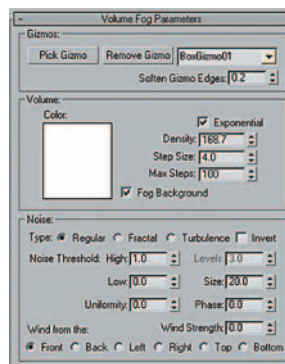 - Volume Fog Parameters
Gizmos:
Pick Gizmo Remove Gizmo BoxGizmo01
Soften Gizmo Edges: 0.2
Volume:
Color:
Exponential
Density: 168.7
Step Size: 4.0
Max Steps: 100
Fog Background
Noise:
Type: Regular Fractal Turbulence Invert
Noise Threshold: High: 1.0 Levels: 3.0
Low: 0.0 Size: 20.0
Uniformity: 0.0 Phase: 0.0
Wind from the: Wind Strength: 0.0
Front Back Left Right Top Bottom